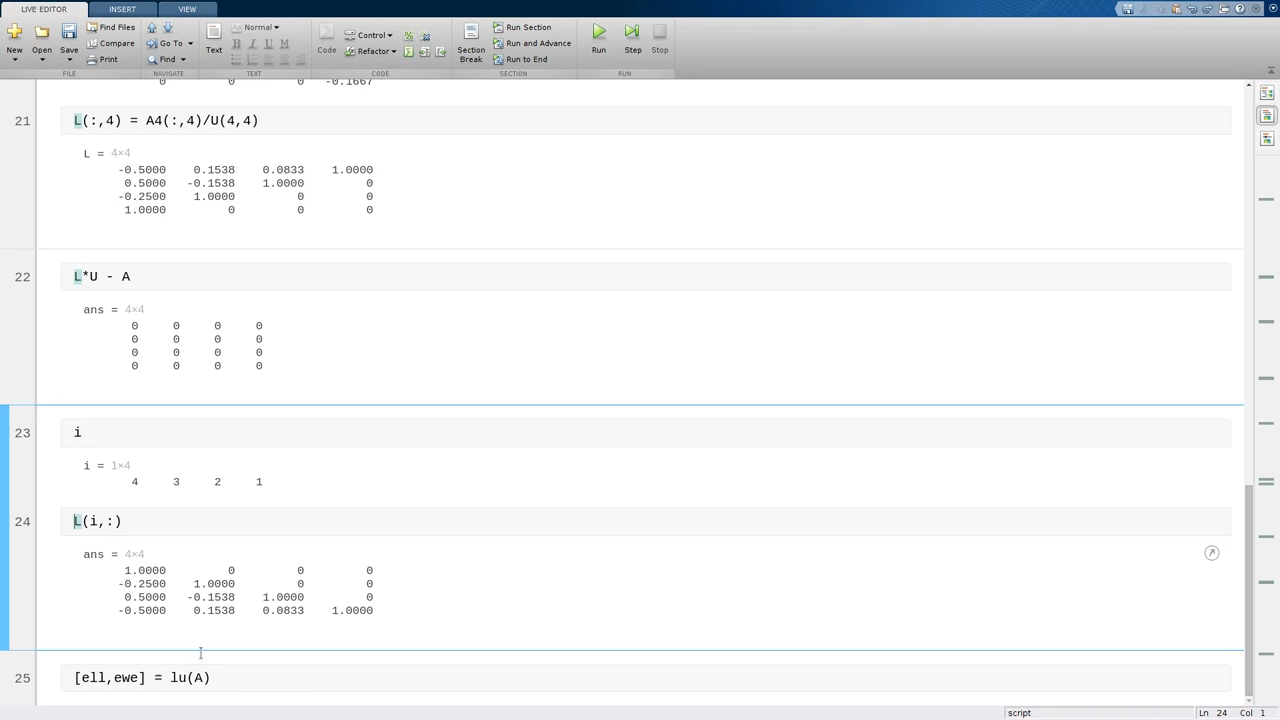 LIVE EDITOR INSERT VIEW
New Open Save Find Files Compare Print Go To Find Text Normal B I U M Code Control Refactor Section Break Run Section Run and Advance Run to End Run Step Stop
FILE NAVIGATE TEXT CODE SECTION RUN
0 0 0 -0.1667
21 L(:,4) = A4(:,4)/U(4,4)
L = 4×4
-0.5000 0.1538 0.0833 1.0000
0.5000 -0.1538 1.0000 0
-0.2500 1.0000 0 0
1.0000 0 0 0
22 L*U - A
ans = 4×4
0 0 0 0
0 0 0 0
0 0 0 0
0 0 0 0
23 i
i = 1×4
4 3 2 1
24 L(i,:)
ans = 4×4
1.0000 0 0 0
-0.2500 1.0000 0 0
0.5000 -0.1538 1.0000 0
-0.5000 0.1538 0.0833 1.0000
25 [ell,ewe] = lu(A)
script Ln 24 Col 1